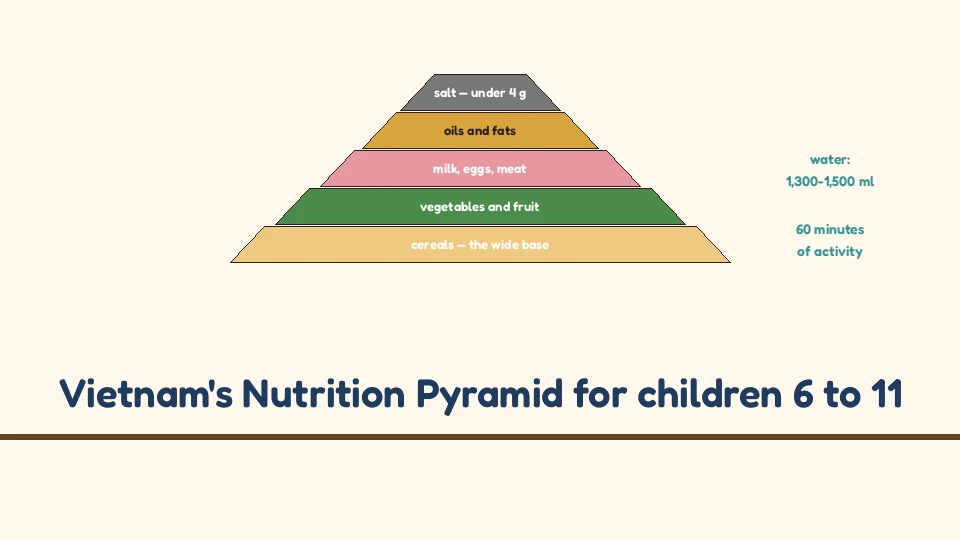 salt — under 4 g
oils and fats
milk, eggs, meat
vegetables and fruit
cereals — the wide base
water:
1,300-1,500 ml
60 minutes
of activity
Vietnam's Nutrition Pyramid for children 6 to 11